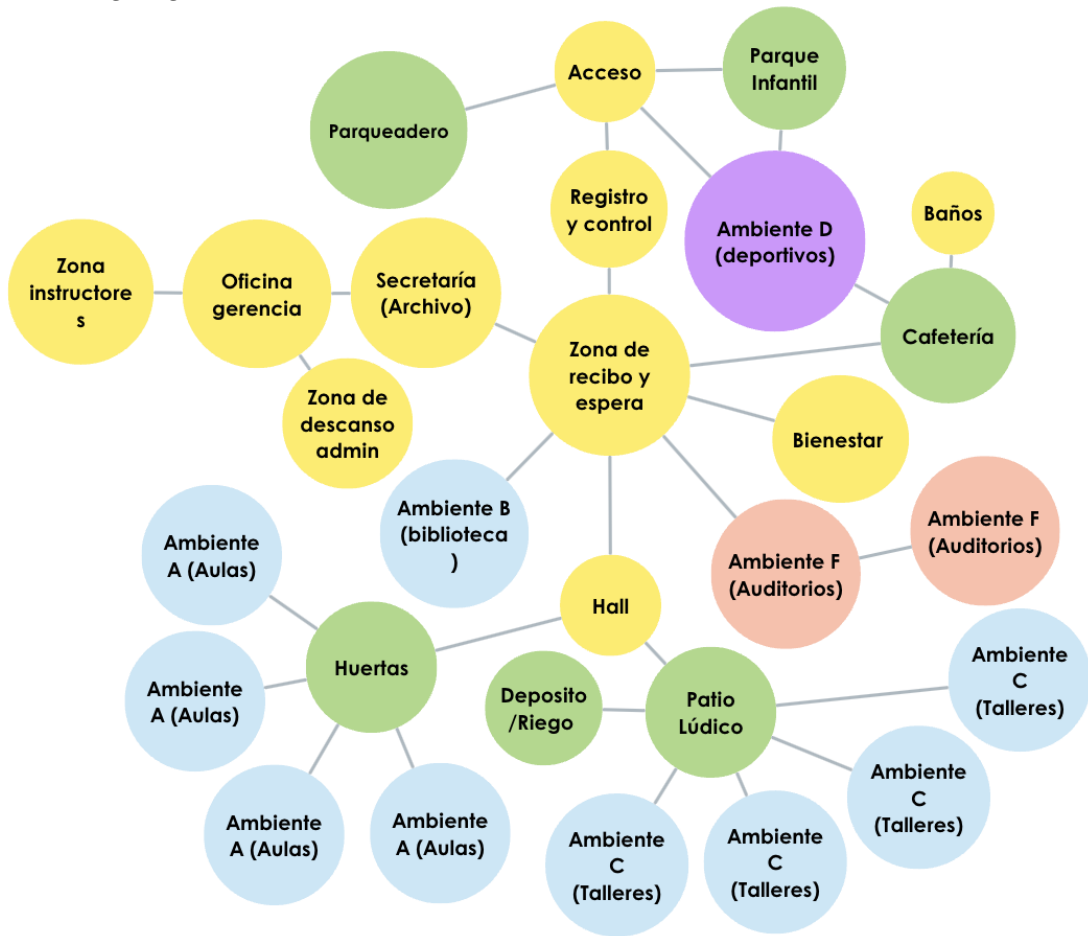 Acceso
Parque
Infantil
Parqueadero
Registro
y control
Ambiente D
(deportivos)
Baños
Zona
instructore
s
Oficina
gerencia
Secretaría
(Archivo)
Zona de
recibo y
espera
Cafetería
Zona de
descanso
admin
Bienestar
Ambiente B
(biblioteca
)
Ambiente F
(Auditorios)
Ambiente F
(Auditorios)
Ambiente
A (Aulas)
Hall
Huertas
Ambiente
A (Aulas)
Deposito
/Riego
Patio
Lúdico
Ambiente
C
(Talleres)
Ambiente
C
(Talleres)
Ambiente
A (Aulas)
Ambiente
A (Aulas)
Ambiente
C
(Talleres)
Ambiente
C
(Talleres)